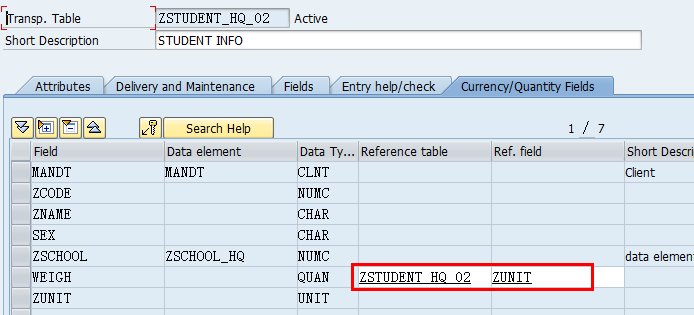 Transp. Table ZSTUDENT_HQ_02 Active
Short Description STUDENT INFO
Attributes Delivery and Maintenance Fields Entry help/check Currency/Quantity Fields
Search Help 1 / 7
Field Data element Data Ty... Reference table Ref. field Short Descri
MANDT MANDT CLNT Client
ZCODE NUMC
ZNAME CHAR
SEX CHAR
ZSCHOOL ZSCHOOL_HQ NUMC data elemen
WEIGH QUAN ZSTUDENT_HQ_02 ZUNIT
ZUNIT UNIT